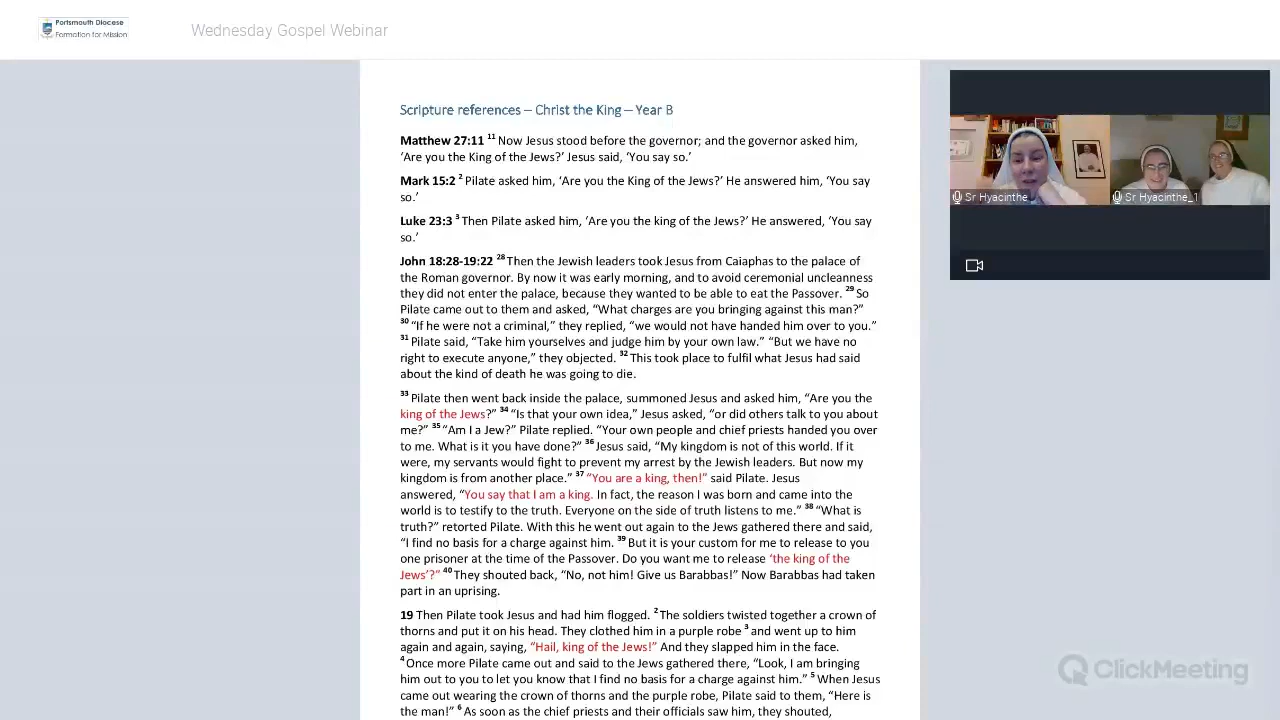 Portsmouth Diocese
Formation for Mission
Wednesday Gospel Webinar
Scripture references – Christ the King – Year B
Matthew 27:11 11 Now Jesus stood before the governor; and the governor asked him,
‘Are you the King of the Jews?’ Jesus said, ‘You say so.’
Mark 15:2 2 Pilate asked him, ‘Are you the King of the Jews?’ He answered him, ‘You say
so.’
Luke 23:3 3 Then Pilate asked him, ‘Are you the king of the Jews?’ He answered, ‘You say
so.’
John 18:28-19:22 28 Then the Jewish leaders took Jesus from Caiaphas to the palace of
the Roman governor. By now it was early morning, and to avoid ceremonial uncleanness
they did not enter the palace, because they wanted to be able to eat the Passover. 29 So
Pilate came out to them and asked, “What charges are you bringing against this man?”
30 “If he were not a criminal,” they replied, “we would not have handed him over to you.”
31 Pilate said, “Take him yourselves and judge him by your own law.” “But we have no
right to execute anyone,” they objected. 32 This took place to fulfil what Jesus had said
about the kind of death he was going to die.
33 Pilate then went back inside the palace, summoned Jesus and asked him, “Are you the
king of the Jews?” 34 “Is that your own idea,” Jesus asked, “or did others talk to you about
me?” 35 “Am I a Jew?” Pilate replied. “Your own people and chief priests handed you over
to me. What is it you have done?” 36 Jesus said, “My kingdom is not of this world. If it
were, my servants would fight to prevent my arrest by the Jewish leaders. But now my
kingdom is from another place.” 37 “You are a king, then!” said Pilate. Jesus
answered, “You say that I am a king. In fact, the reason I was born and came into the
world is to testify to the truth. Everyone on the side of truth listens to me.” 38 “What is
truth?” retorted Pilate. With this he went out again to the Jews gathered there and said,
“I find no basis for a charge against him. 39 But it is your custom for me to release to you
one prisoner at the time of the Passover. Do you want me to release ‘the king of the
Jews’?” 40 They shouted back, “No, not him! Give us Barabbas!” Now Barabbas had taken
part in an uprising.
19 Then Pilate took Jesus and had him flogged. 2 The soldiers twisted together a crown of
thorns and put it on his head. They clothed him in a purple robe 3 and went up to him
again and again, saying, “Hail, king of the Jews!” And they slapped him in the face.
4 Once more Pilate came out and said to the Jews gathered there, “Look, I am bringing
him out to you to let you know that I find no basis for a charge against him.” 5 When Jesus
came out wearing the crown of thorns and the purple robe, Pilate said to them, “Here is
the man!” 6 As soon as the chief priests and their officials saw him, they shouted,
Sr Hyacinthe
Sr Hyacinthe_1
ClickMeeting